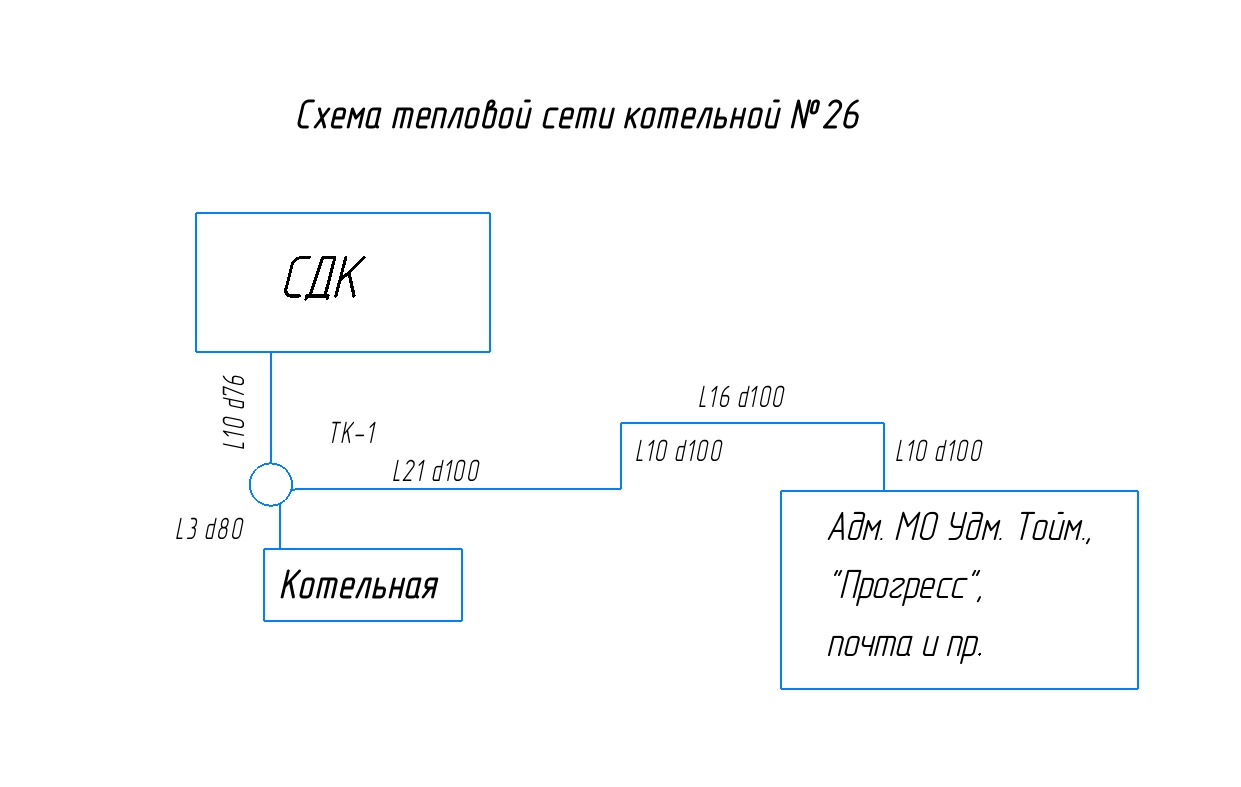 Схема тепловой сети котельной №26
СДК
L10 d76
ТК-1
L16 d100
L21 d100
L10 d100
L10 d100
L3 d80
Котельная
Адм. МО Удм. Тойм.,
"Прогресс",
почта и пр.